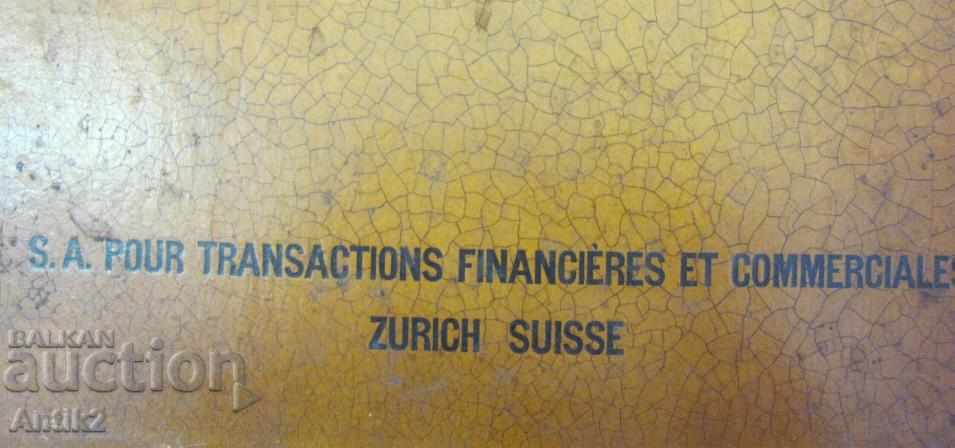 S.A. POUR TRANSACTIONS FINANCIÈRES ET COMMERCIALES
ZURICH SUISSE
BALKAN
auction
Antik2